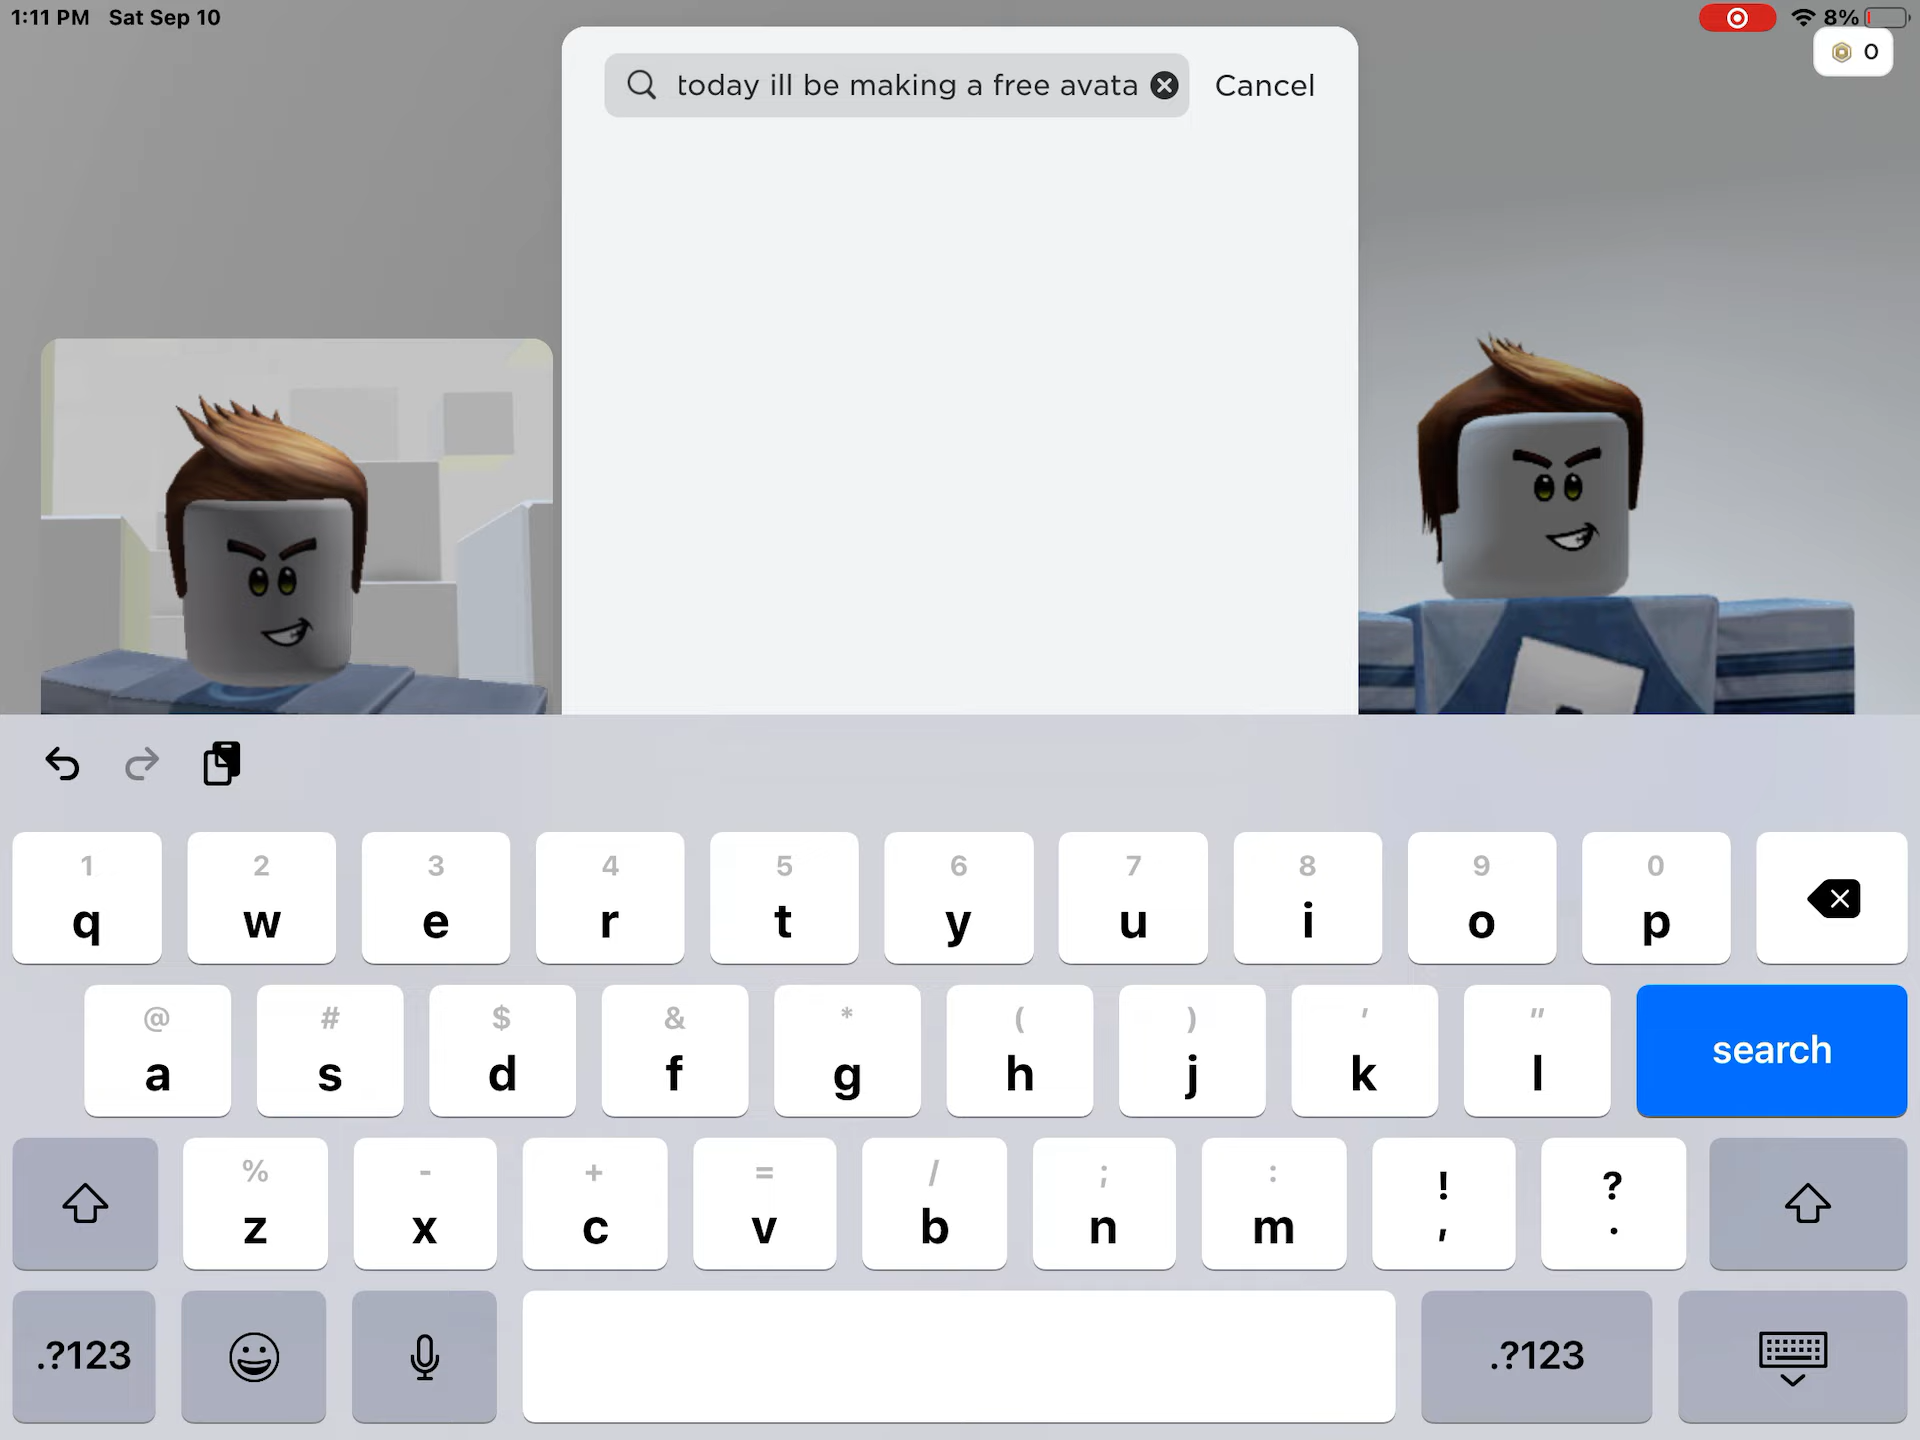 1:11 PM Sat Sep 10
8%
0
today ill be making a free avata
Cancel
1 2 3 4 5 6 7 8 9 0
q w e r t y u i o p
@ # $ & * ( ) ' "
a s d f g h j k l search
% - + = / ; : ! ?
z x c v b n m , .
.?123 .?123